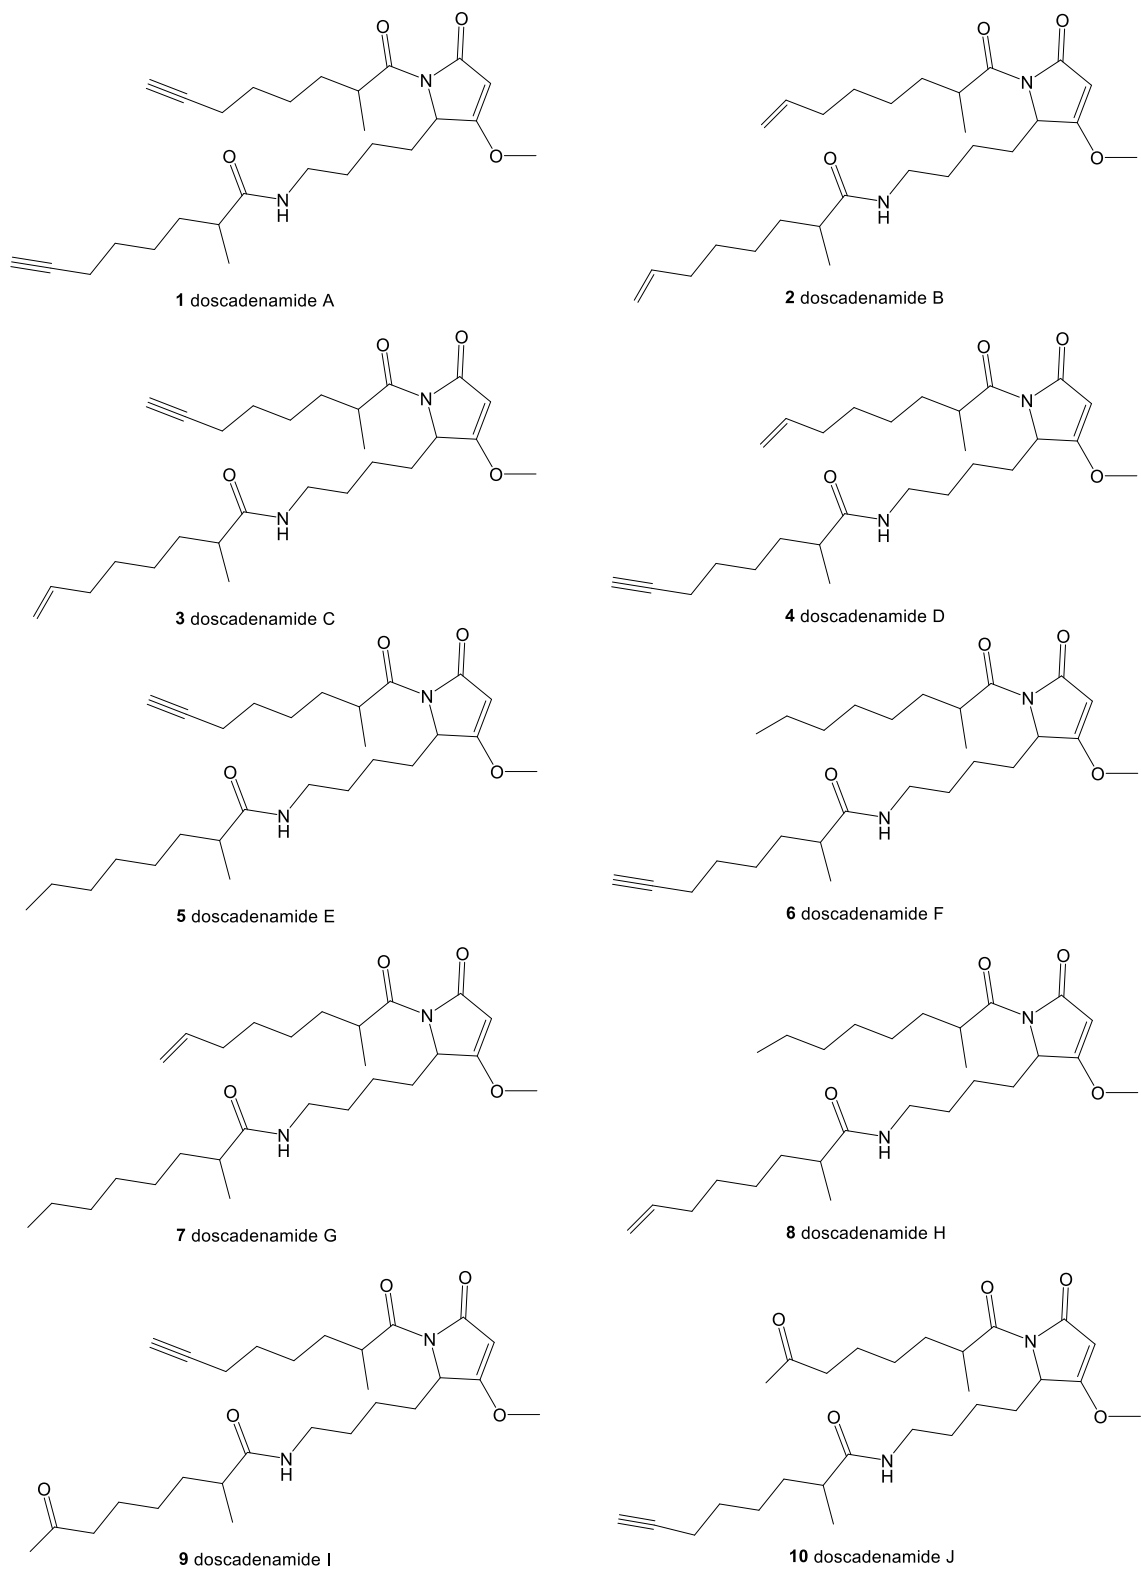 O
O
N
O
O
N
H
1 doscadenamide A
O
O
N
O
O
N
H
2 doscadenamide B
O
O
N
O
O
N
H
3 doscadenamide C
O
O
N
O
O
N
H
4 doscadenamide D
O
O
N
O
O
N
H
5 doscadenamide E
O
O
N
O
O
N
H
6 doscadenamide F
O
O
N
O
O
N
H
7 doscadenamide G
O
O
N
O
O
N
H
8 doscadenamide H
O
O
N
O
O
N
H
O
9 doscadenamide I
O
O
O
N
O
O
N
H
10 doscadenamide J